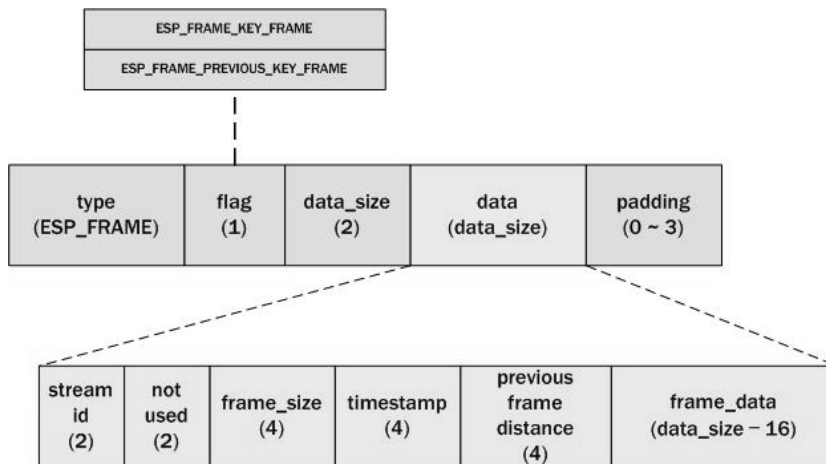 ESP_FRAME_KEY_FRAME
ESP_FRAME_PREVIOUS_KEY_FRAME
type
(ESP_FRAME)
flag
(1)
data_size
(2)
data
(data_size)
padding
(0 ~ 3)
stream
id
(2)
not
used
(2)
frame_size
(4)
timestamp
(4)
previous
frame
distance
(4)
frame_data
(data_size – 16)